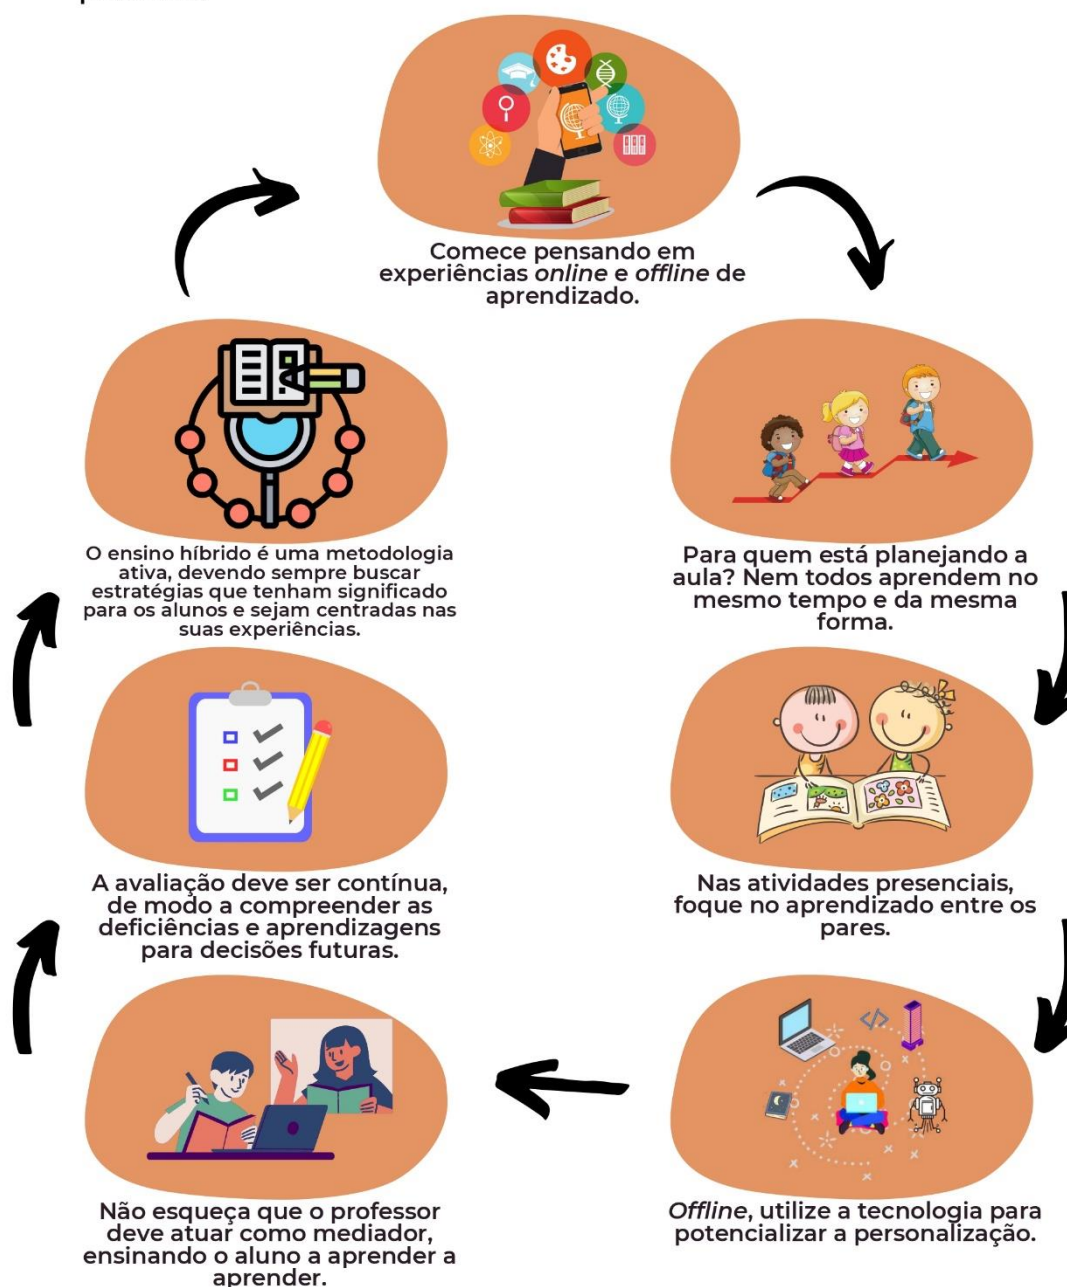 Comece pensando em
experiências online e offline de
aprendizado.
Para quem está planejando a
aula? Nem todos aprendem no
mesmo tempo e da mesma
forma.
Nas atividades presenciais,
foque no aprendizado entre os
pares.
Offline, utilize a tecnologia para
potencializar a personalização.
Não esqueça que o professor
deve atuar como mediador,
ensinando o aluno a aprender a
aprender.
A avaliação deve ser contínua,
de modo a compreender as
deficiências e aprendizagens
para decisões futuras.
O ensino híbrido é uma metodologia
ativa, devendo sempre buscar
estratégias que tenham significado
para os alunos e sejam centradas nas
suas experiências.